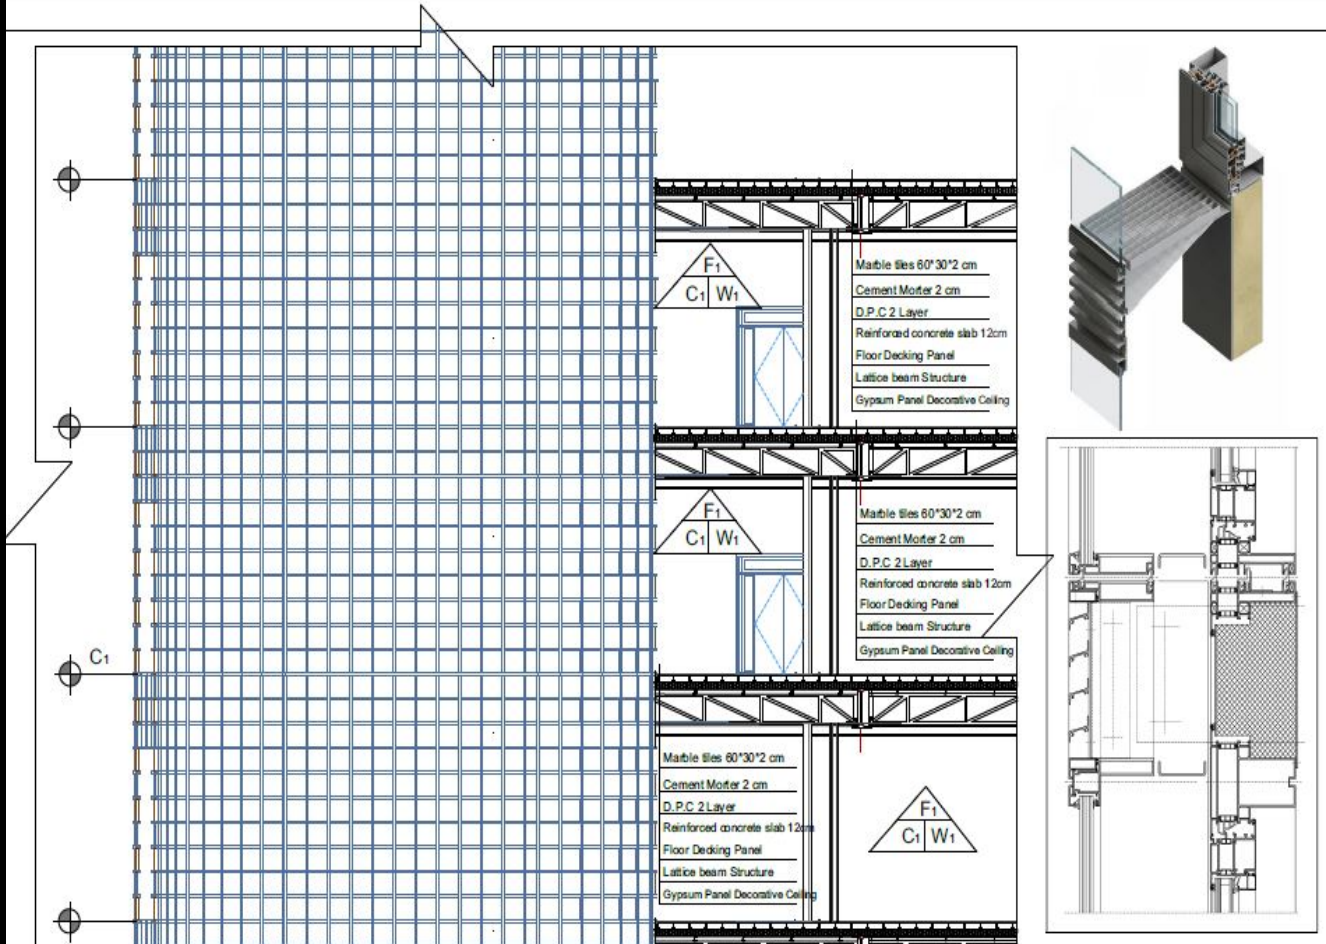 F1
C1 W1
Marble tiles 60*30*2 cm
Cement Morter 2 cm
D.P.C 2 Layer
Reinforced concrete slab 12cm
Floor Decking Panel
Lattice beam Structure
Gypsum Panel Decorative Ceiling
F1
C1 W1
Marble tiles 60*30*2 cm
Cement Morter 2 cm
D.P.C 2 Layer
Reinforced concrete slab 12cm
Floor Decking Panel
Lattice beam Structure
Gypsum Panel Decorative Ceiling
C1
Marble tiles 60*30*2 cm
Cement Morter 2 cm
D.P.C 2 Layer
Reinforced concrete slab 12cm
Floor Decking Panel
Lattice beam Structure
Gypsum Panel Decorative Ceiling
F1
C1 W1